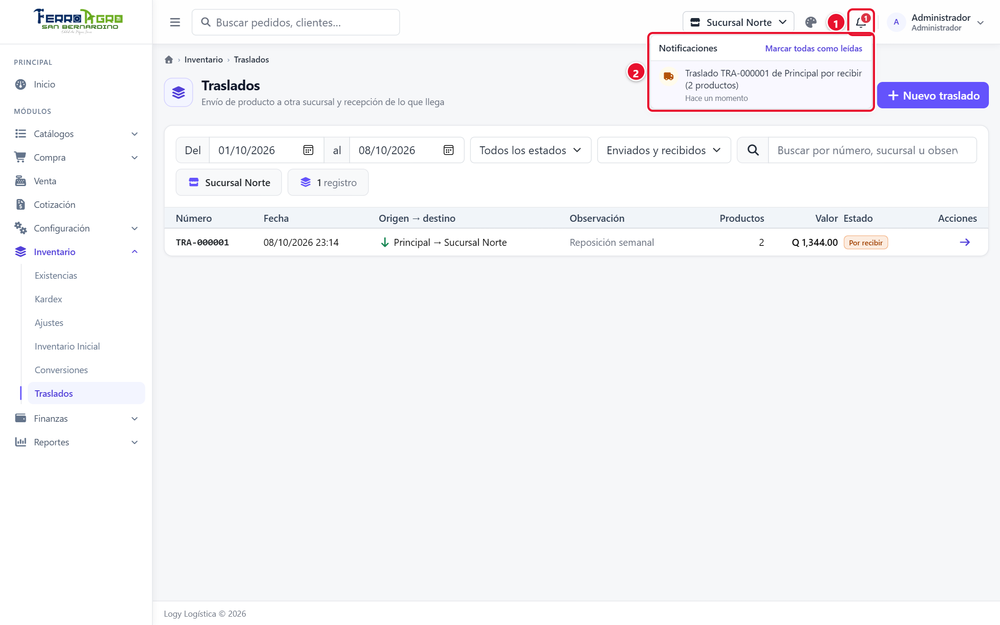 FERRO AGRO
SAN BERNARDINO
Buscar pedidos, clientes...
Sucursal Norte
1
1
A
Administrador
Administrador
PRINCIPAL
Inicio
MÓDULOS
Catálogos
Compra
Venta
Cotización
Configuración
Inventario
Existencias
Kardex
Ajustes
Inventario Inicial
Conversiones
Traslados
Finanzas
Reportes
Inventario › Traslados
Notificaciones
Marcar todas como leídas
2
Traslado TRA-000001 de Principal por recibir
(2 productos)
Hace un momento
Traslados
Envío de producto a otra sucursal y recepción de lo que llega
+ Nuevo traslado
Del 01/10/2026 al 08/10/2026
Todos los estados
Enviados y recibidos
Buscar por número, sucursal u obser
Sucursal Norte
1 registro
Número Fecha Origen → destino Observación Productos Valor Estado Acciones
TRA-000001 08/10/2026 23:14 ↓ Principal → Sucursal Norte Reposición semanal 2 Q 1,344.00 Por recibir →
Logy Logística © 2026